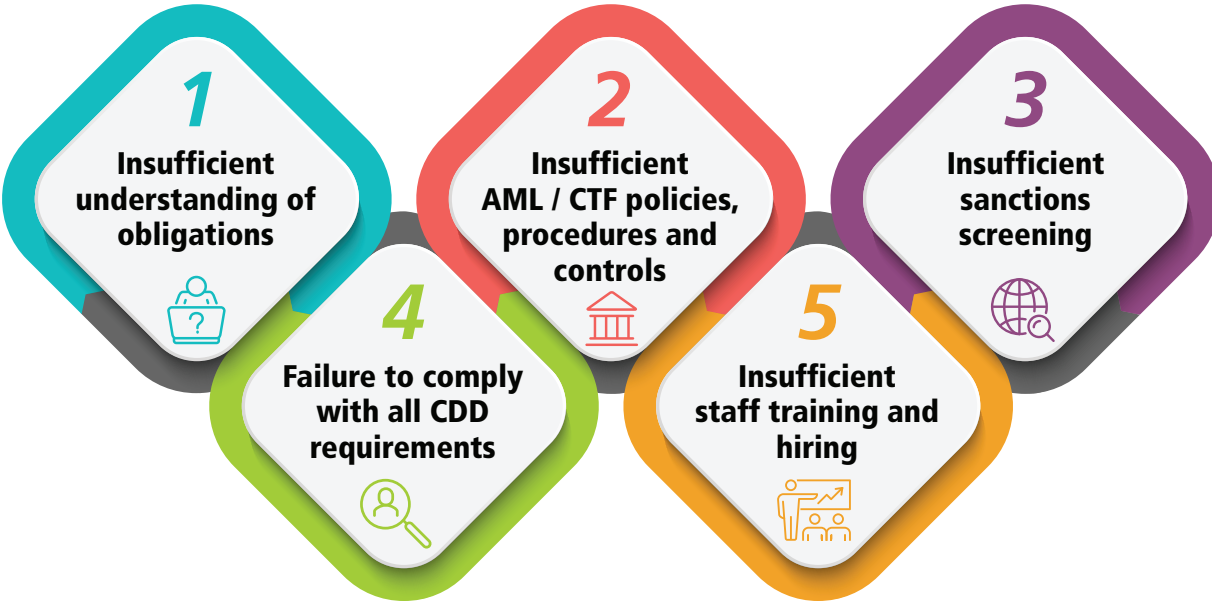 1
Insufficient
understanding of
obligations
?
2
Insufficient
AML / CTF policies,
procedures and
controls
3
Insufficient
sanctions
screening
4
Failure to comply
with all CDD
requirements
5
Insufficient
staff training and
hiring